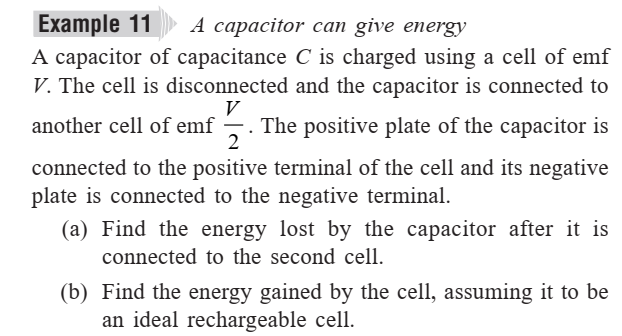 Example 11 A capacitor can give energy
A capacitor of capacitance C is charged using a cell of emf
V. The cell is disconnected and the capacitor is connected to
another cell of emf V/2. The positive plate of the capacitor is
connected to the positive terminal of the cell and its negative
plate is connected to the negative terminal.
(a) Find the energy lost by the capacitor after it is
connected to the second cell.
(b) Find the energy gained by the cell, assuming it to be
an ideal rechargeable cell.